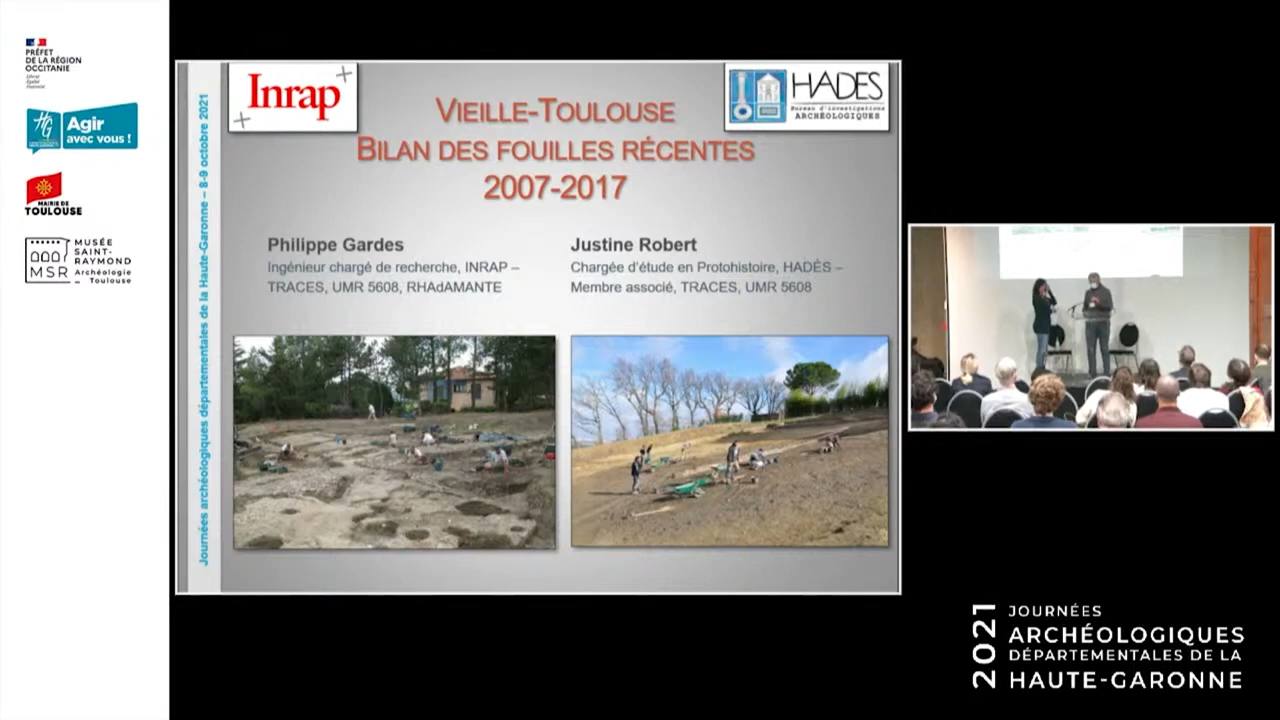 PRÉFET
DE LA RÉGION
OCCITANIE
HG
Agir
avec vous !
MAIRIE DE
TOULOUSE
MSR
MUSÉE
SAINT-
RAYMOND
Archéologie
Toulouse
Journées archéologiques départementales de la Haute-Garonne – 8-9 octobre 2021
Inrap
HADES
Bureau d'investigations
ARCHÉOLOGIQUES
VIEILLE-TOULOUSE
BILAN DES FOUILLES RÉCENTES
2007-2017
Philippe Gardes
Ingénieur chargé de recherche, INRAP –
TRACES, UMR 5608, RHAdAMANTE
Justine Robert
Chargée d'étude en Protohistoire, HADÈS –
Membre associé, TRACES, UMR 5608
2021
JOURNÉES
ARCHÉOLOGIQUES
DÉPARTEMENTALES DE LA
HAUTE-GARONNE